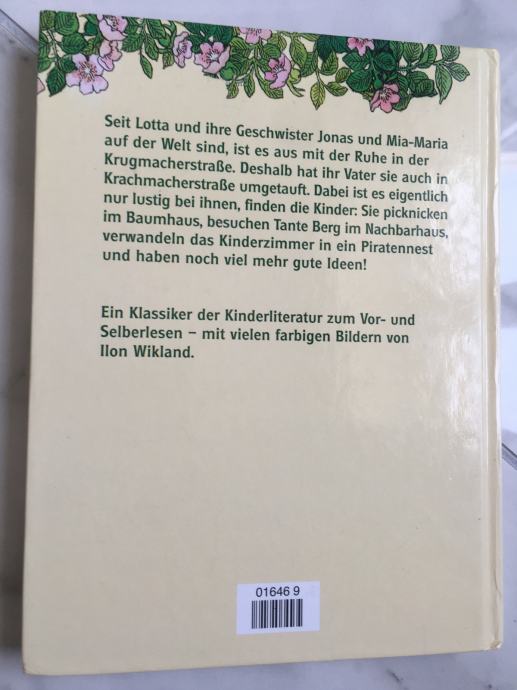 Seit Lotta und ihre Geschwister Jonas und Mia-Maria
auf der Welt sind, ist es aus mit der Ruhe in der
Krugmacherstraße. Deshalb hat ihr Vater sie auch in
Krachmacherstraße umgetauft. Dabei ist es eigentlich
nur lustig bei ihnen, finden die Kinder: Sie picknicken
im Baumhaus, besuchen Tante Berg im Nachbarhaus,
verwandeln das Kinderzimmer in ein Piratennest
und haben noch viel mehr gute Ideen!
Ein Klassiker der Kinderliteratur zum Vor- und
Selberlesen – mit vielen farbigen Bildern von
Ilon Wikland.
01646 9